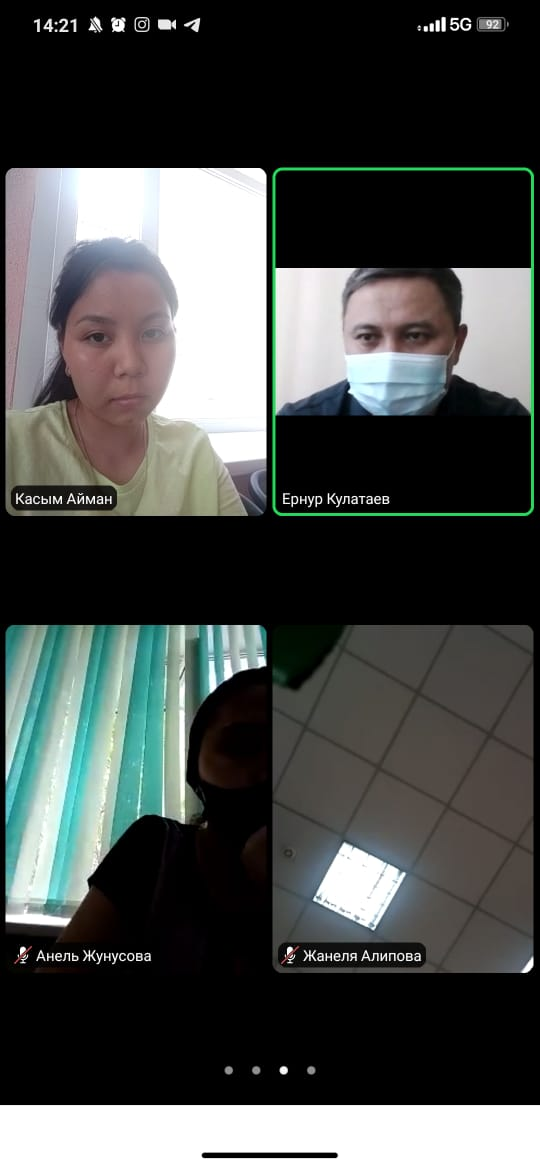 14:21 5G 92
Касым Айман
Ернур Кулатаев
Анель Жунусова
Жанеля Алипова